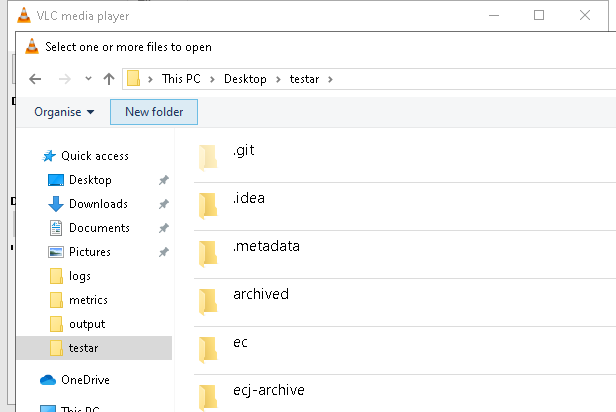 VLC media player
Select one or more files to open
This PC > Desktop > testar >
Organise New folder
Quick access
Desktop
Downloads
Documents
Pictures
logs
metrics
output
testar
OneDrive
This PC
.git
.idea
.metadata
archived
ec
ecj-archive